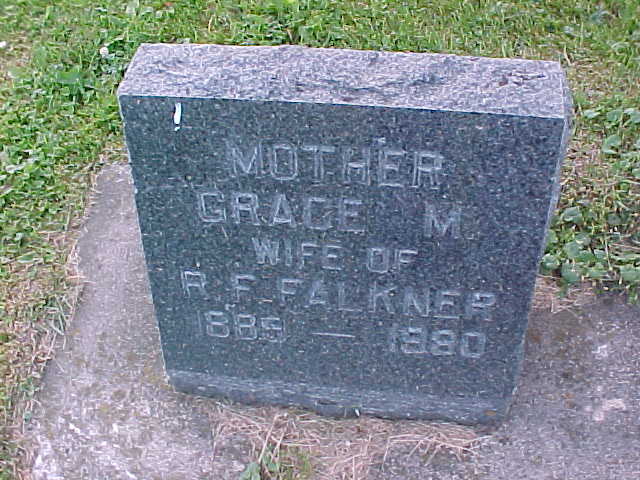 MOTHER
GRACE M.
WIFE OF
R. F. FALKNER
1885 — 1980